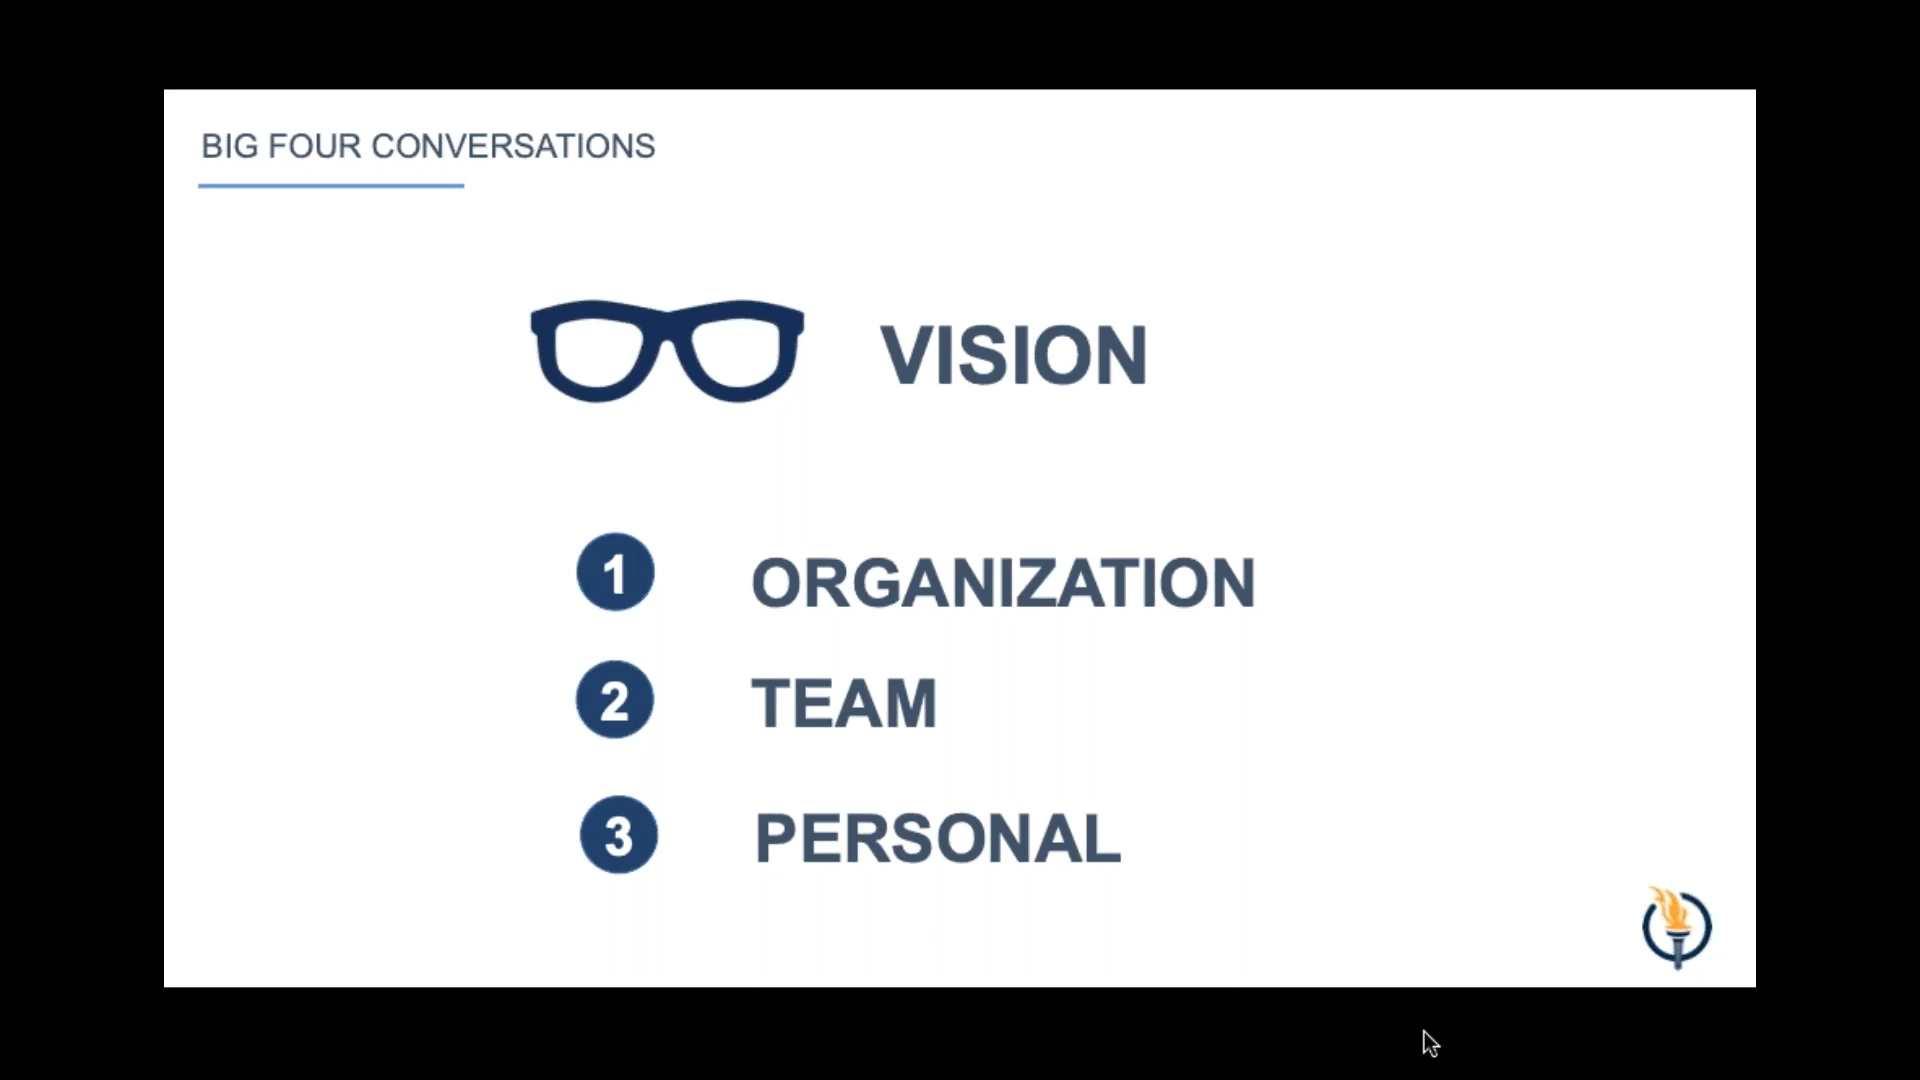 BIG FOUR CONVERSATIONS
VISION
1 ORGANIZATION
2 TEAM
3 PERSONAL